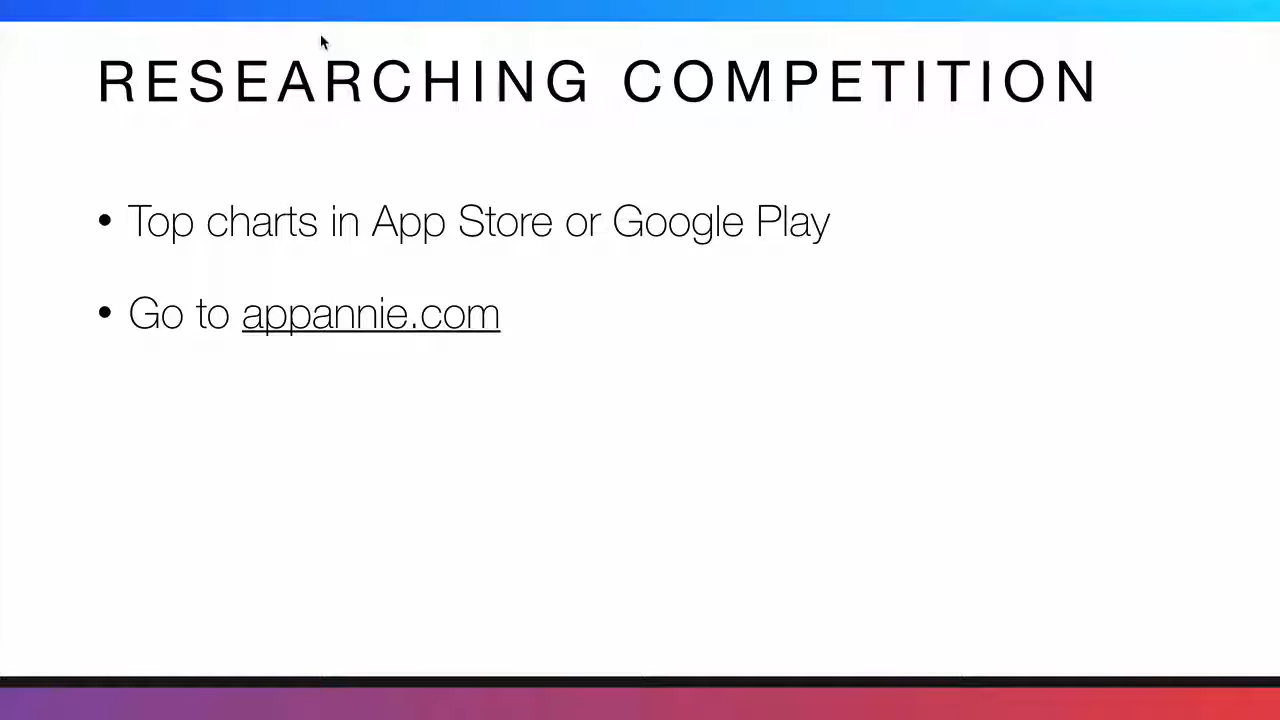 RESEARCHING COMPETITION
• Top charts in App Store or Google Play
• Go to appannie.com